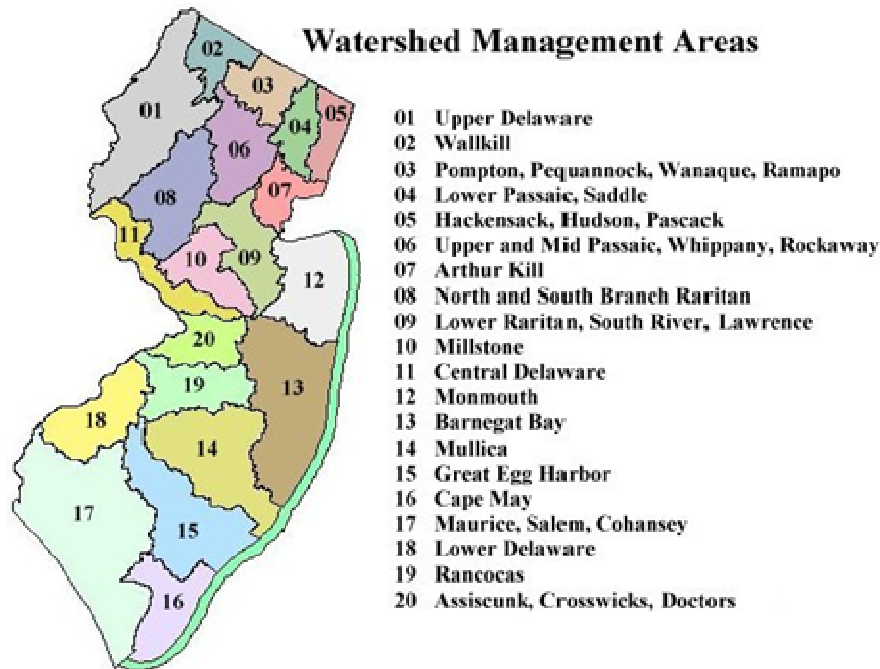 Watershed Management Areas
02
03
01
04
05
06
07
08
11
09
10
12
20
19
13
18
14
17
15
16
01 Upper Delaware
02 Wallkill
03 Pompton, Pequannock, Wanaque, Ramapo
04 Lower Passaic, Saddle
05 Hackensack, Hudson, Pascack
06 Upper and Mid Passaic, Whippany, Rockaway
07 Arthur Kill
08 North and South Branch Raritan
09 Lower Raritan, South River, Lawrence
10 Millstone
11 Central Delaware
12 Monmouth
13 Barnegat Bay
14 Mullica
15 Great Egg Harbor
16 Cape May
17 Maurice, Salem, Cohansey
18 Lower Delaware
19 Rancocas
20 Assiscunk, Crosswicks, Doctors